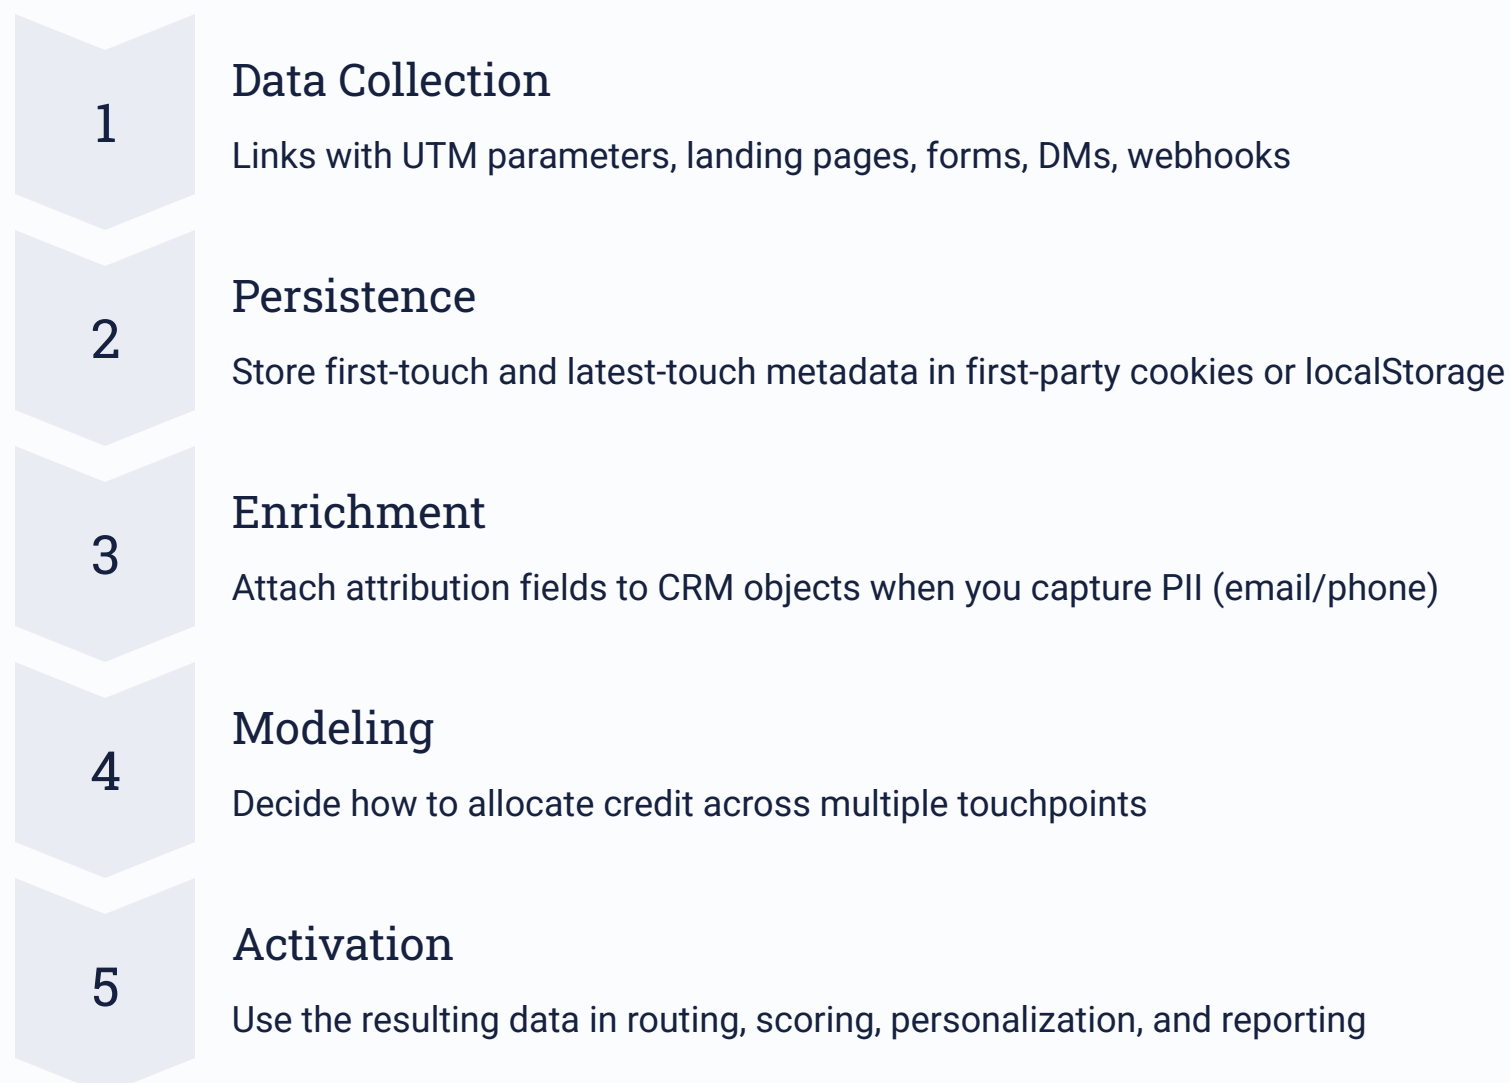 1
Data Collection
Links with UTM parameters, landing pages, forms, DMs, webhooks
2
Persistence
Store first-touch and latest-touch metadata in first-party cookies or localStorage
3
Enrichment
Attach attribution fields to CRM objects when you capture PII (email/phone)
4
Modeling
Decide how to allocate credit across multiple touchpoints
5
Activation
Use the resulting data in routing, scoring, personalization, and reporting